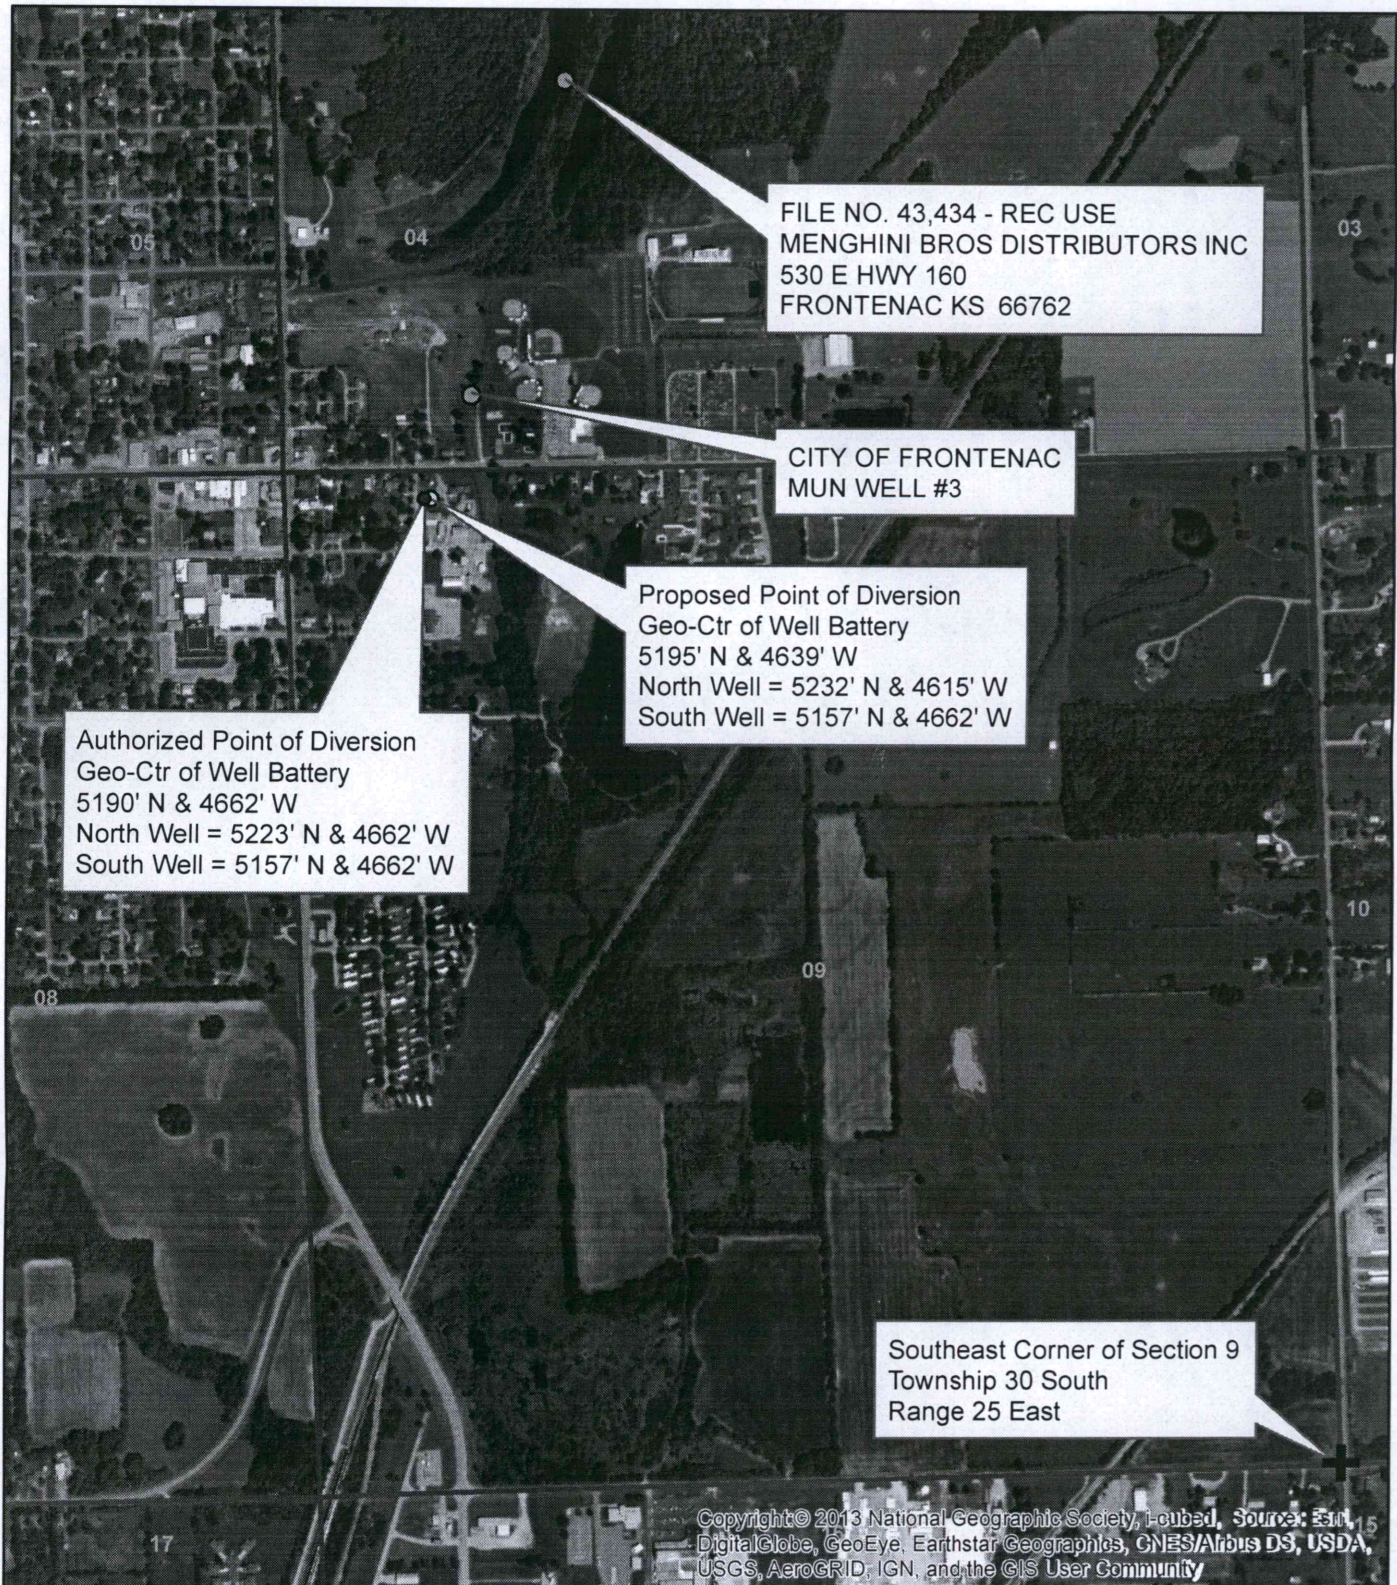 05
04
03
FILE NO. 43,434 - REC USE
MENGHINI BROS DISTRIBUTORS INC
530 E HWY 160
FRONTENAC KS 66762
CITY OF FRONTENAC
MUN WELL #3
Proposed Point of Diversion
Geo-Ctr of Well Battery
5195' N & 4639' W
North Well = 5232' N & 4615' W
South Well = 5157' N & 4662' W
Authorized Point of Diversion
Geo-Ctr of Well Battery
5190' N & 4662' W
North Well = 5223' N & 4662' W
South Well = 5157' N & 4662' W
10
09
08
Southeast Corner of Section 9
Township 30 South
Range 25 East
17
15
Copyright:© 2013 National Geographic Society, i-cubed, Source: Esri,
DigitalGlobe, GeoEye, Earthstar Geographics, CNES/Airbus DS, USDA,
USGS, AeroGRID, IGN, and the GIS User Community